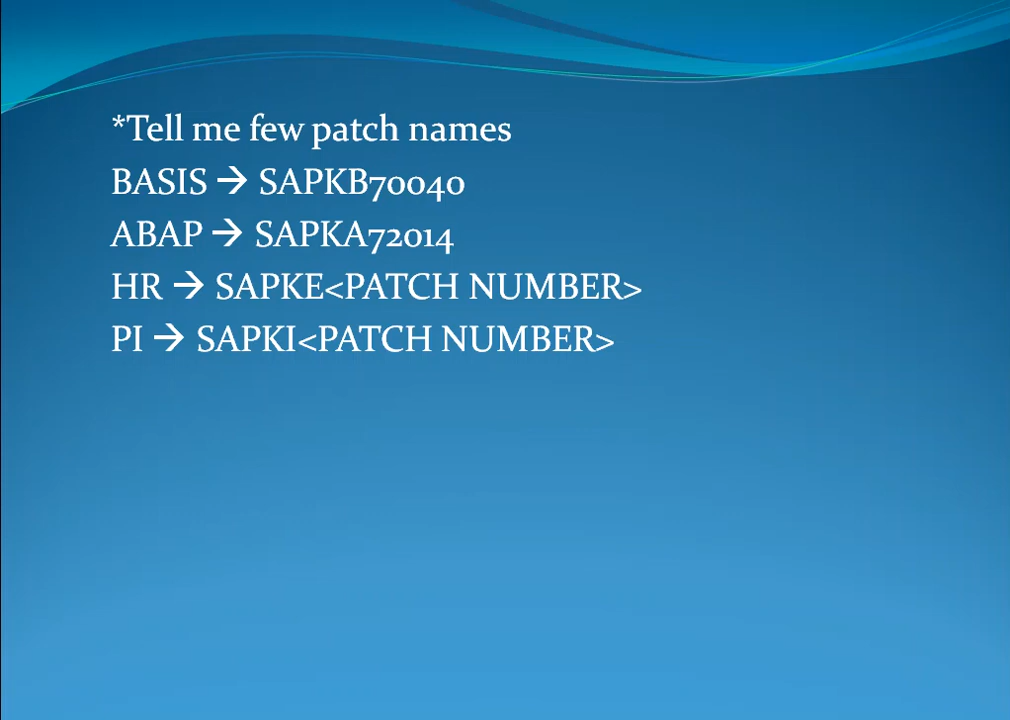 *Tell me few patch names
BASIS → SAPKB70040
ABAP → SAPKA72014
HR → SAPKE<PATCH NUMBER>
PI → SAPKI<PATCH NUMBER>